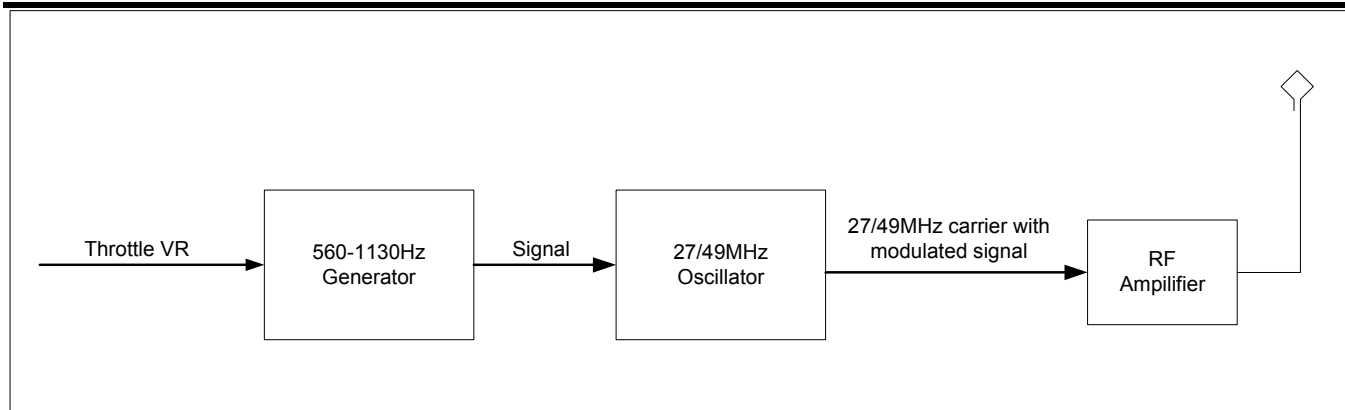 Throttle VR
560-1130Hz
Generator
Signal
27/49MHz
Oscillator
27/49MHz carrier with
modulated signal
RF
Ampilifier